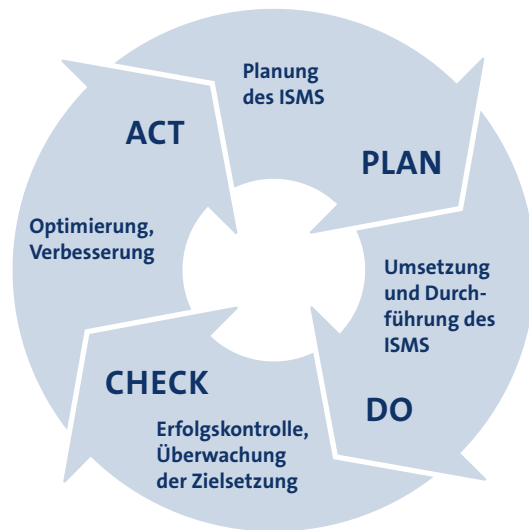 Planung
des ISMS
PLAN
Umsetzung
und Durch-
führung des
ISMS
DO
CHECK
Erfolgskontrolle,
Überwachung
der Zielsetzung
ACT
Optimierung,
Verbesserung